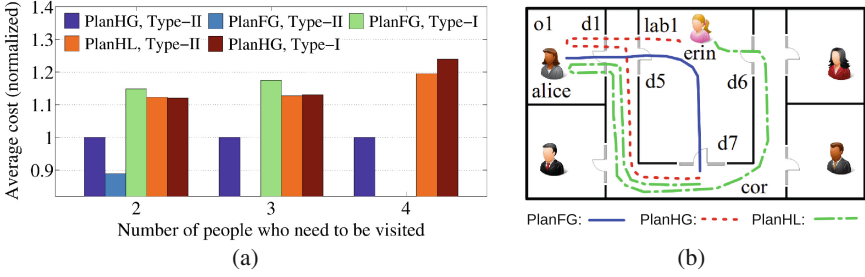 Average cost (normalized)
1.4
1.3
1.2
1.1
1
0.9
PlanHG, Type-II
PlanFG, Type-II
PlanFG, Type-I
PlanHL, Type-II
PlanHG, Type-I
2
3
4
Number of people who need to be visited
(a)
o1
d1
lab1
erin
alice
d5
d6
d7
cor
PlanFG:
PlanHG:
PlanHL:
(b)